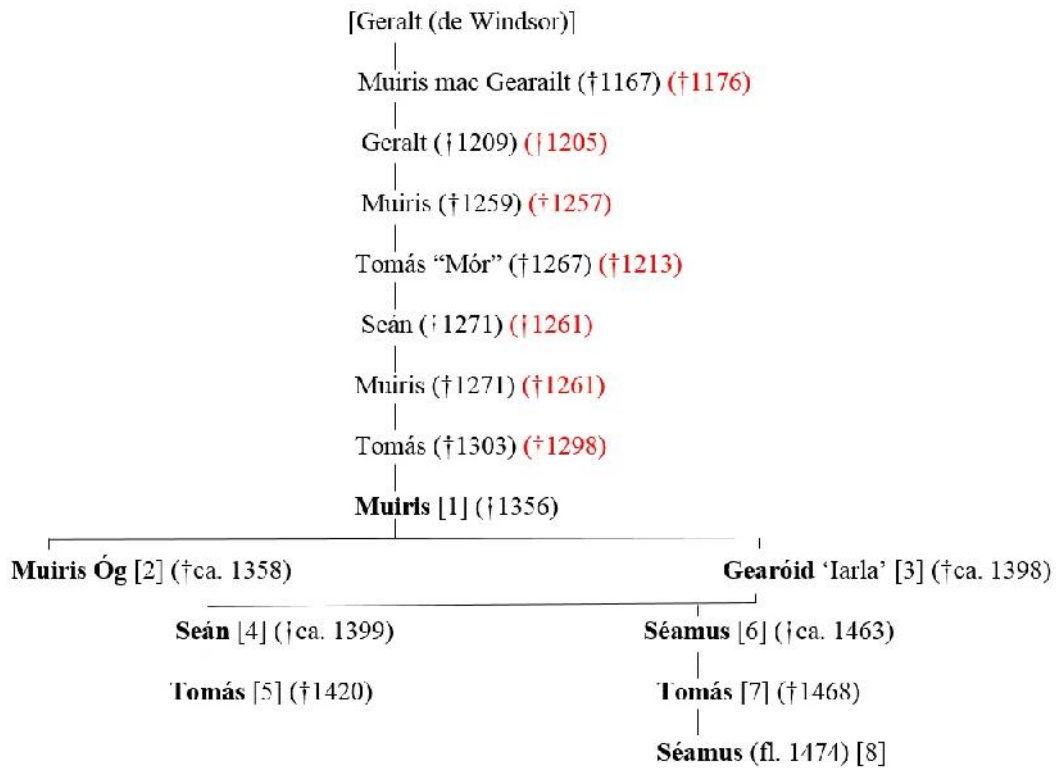 [Geralt (de Windsor)]
Muiris mac Gearailt (†1167) (†1176)
Geralt (†1209) (†1205)
Muiris (†1259) (†1257)
Tomás “Mór” (†1267) (†1213)
Seán (†1271) (†1261)
Muiris (†1271) (†1261)
Tomás (†1303) (†1298)
Muiris [1] (†1356)
Muiris Óg [2] (†ca. 1358) Gearóid ‘Iarla’ [3] (†ca. 1398)
Seán [4] (†ca. 1399) Séamus [6] (†ca. 1463)
Tomás [5] (†1420) Tomás [7] (†1468)
Séamus (fl. 1474) [8]